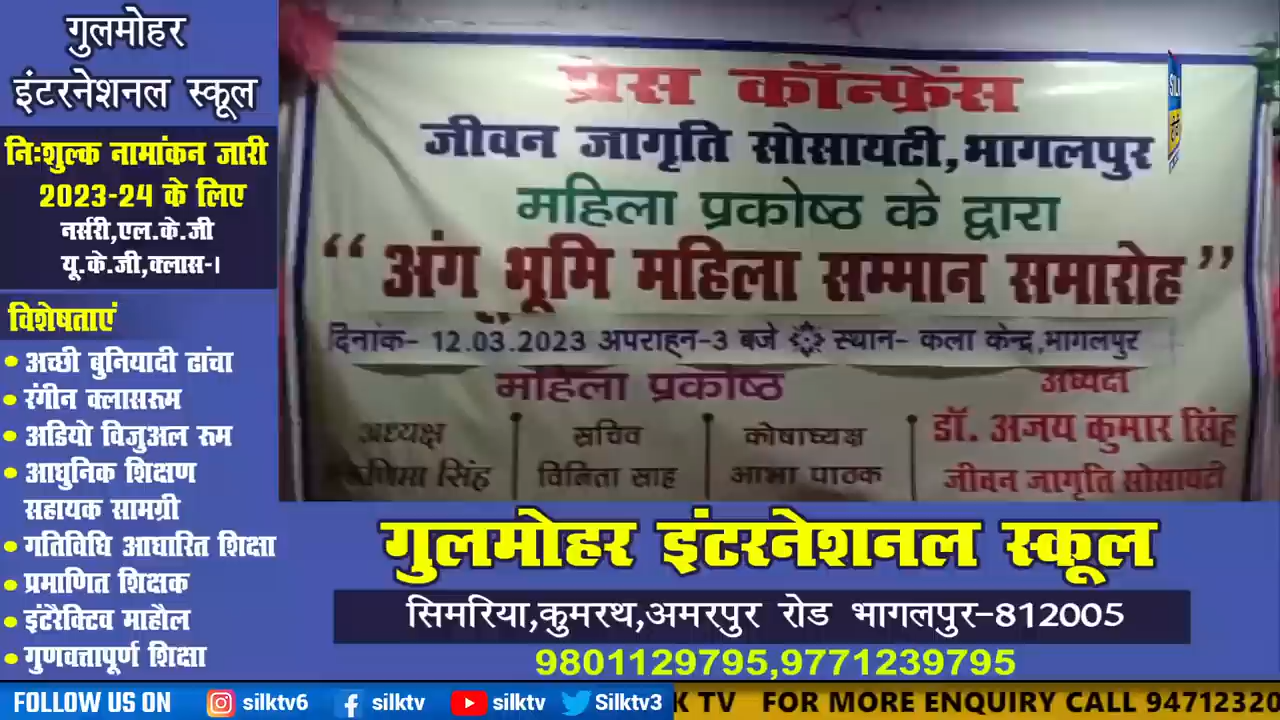 गुलमोहर
इंटरनेशनल स्कूल
निःशुल्क नामांकन जारी
2023-24 के लिए
नर्सरी,एल.के.जी
यू.के.जी,क्लास-।
विशेषताएं
अच्छी बुनियादी ढांचा
रंगीन क्लासरूम
अडियो विजुअल रूम
आधुनिक शिक्षण
सहायक सामग्री
गतिविधि आधारित शिक्षा
प्रमाणित शिक्षक
इंटरैक्टिव माहौल
गुणवत्तापूर्ण शिक्षा
प्रेस कॉन्फ्रेंस
जीवन जागृति सोसायटी,भागलपुर
महिला प्रकोष्ठ के द्वारा
“अंग भूमि महिला सम्मान समारोह”
दिनांक- 12.03.2023 अपराहन-3 बजे स्थान- कला केन्द्र,भागलपुर
महिला प्रकोष्ठ
अध्यक्ष
सिंह
सचिव
विनिता साह
कोषाध्यक्ष
आभा पाठक
अध्यक्ष
डॉ. अजय कुमार सिंह
जीवन जागृति सोसायटी
गुलमोहर इंटरनेशनल स्कूल
सिमरिया,कुमरथ,अमरपुर रोड भागलपुर-812005
9801129795,9771239795
FOLLOW US ON silktv6 silktv silktv Silktv3 K TV FOR MORE ENQUIRY CALL 94712320